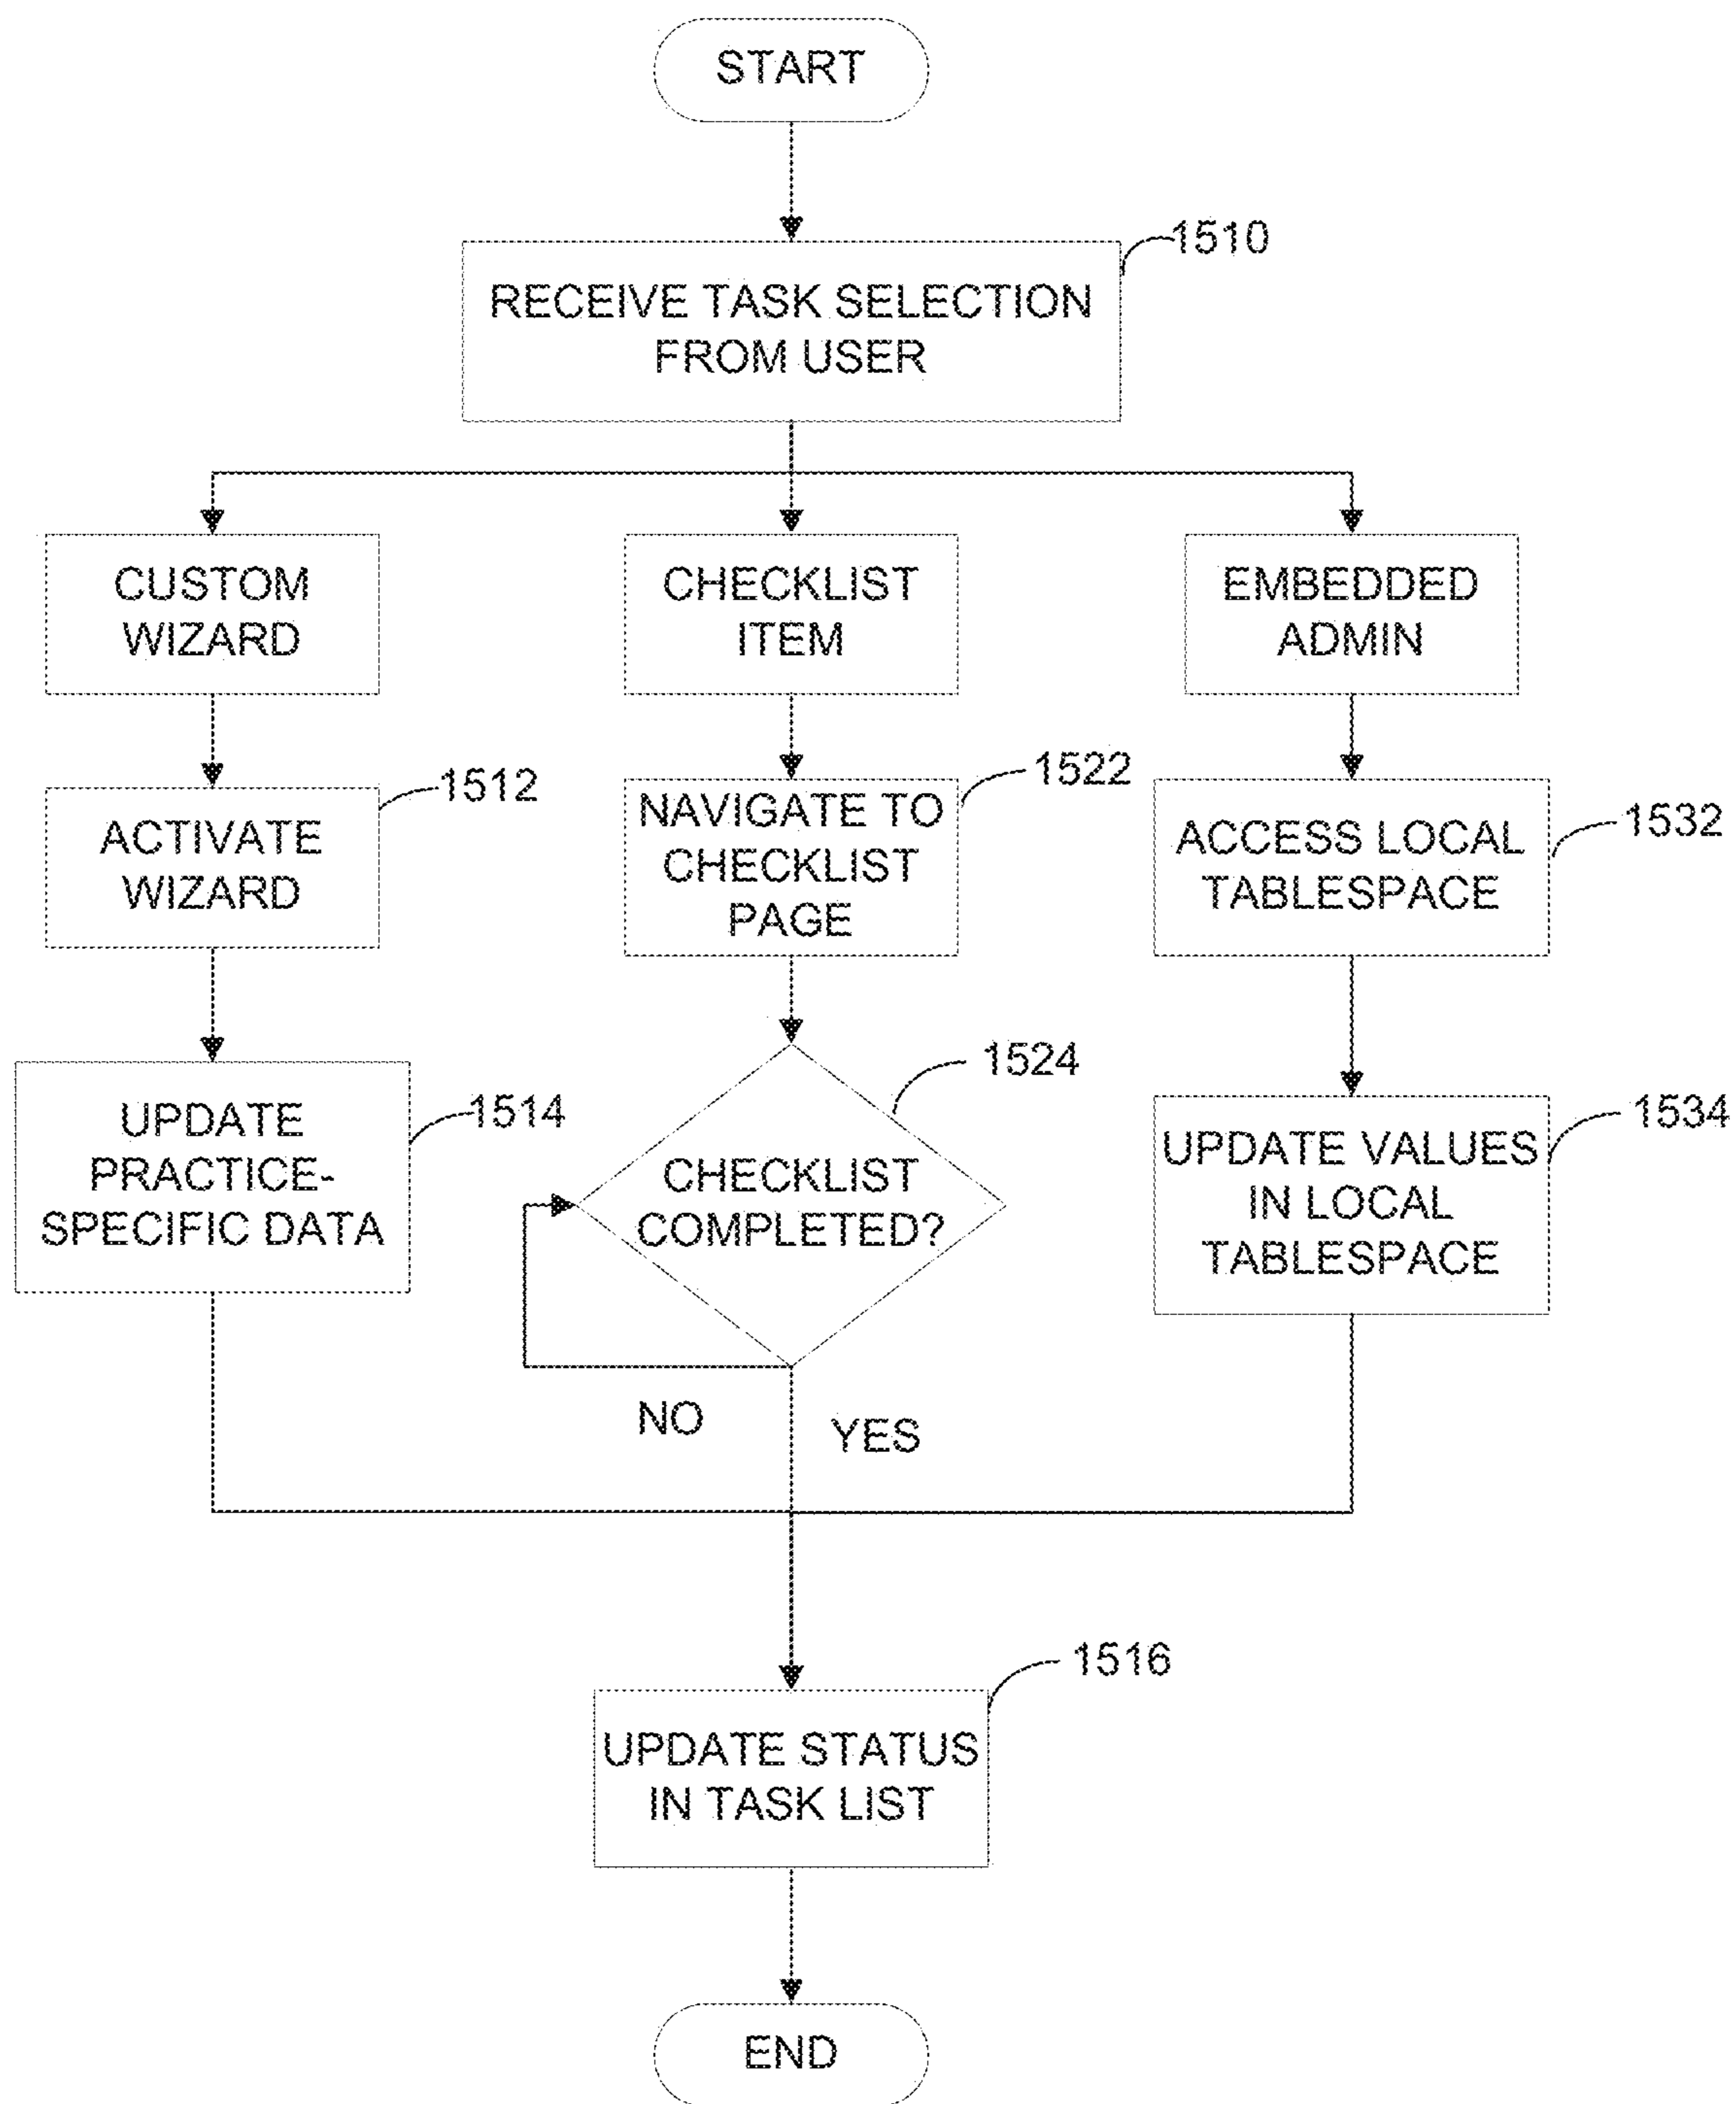 START
1510
RECEIVE TASK SELECTION
FROM USER
CUSTOM
WIZARD
CHECKLIST
ITEM
EMBEDDED
ADMIN
1512
ACTIVATE
WIZARD
1522
NAVIGATE TO
CHECKLIST
PAGE
1532
ACCESS LOCAL
TABLESPACE
1514
UPDATE
PRACTICE-
SPECIFIC DATA
1524
CHECKLIST
COMPLETED?
1534
UPDATE VALUES
IN LOCAL
TABLESPACE
NO
YES
1516
UPDATE STATUS
IN TASK LIST
END